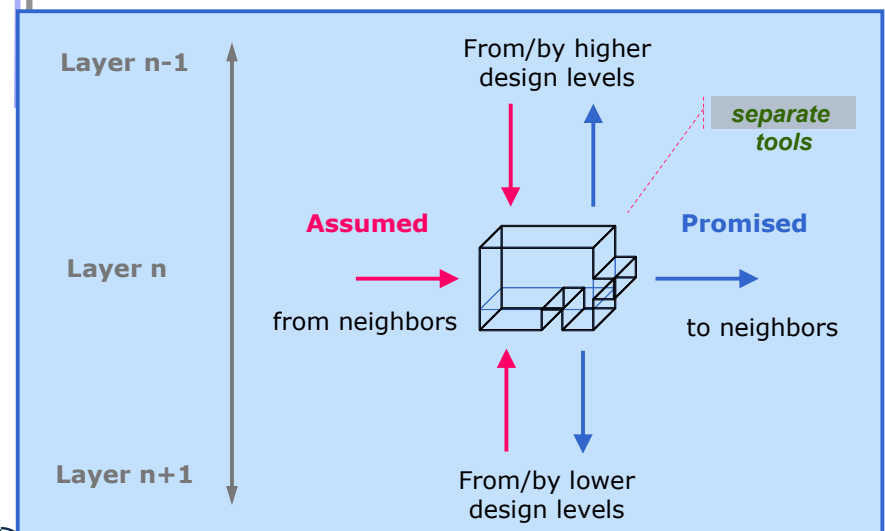 Layer n-1
From/by higher
design levels
separate
tools
Assumed
Promised
Layer n
from neighbors
to neighbors
Layer n+1
From/by lower
design levels